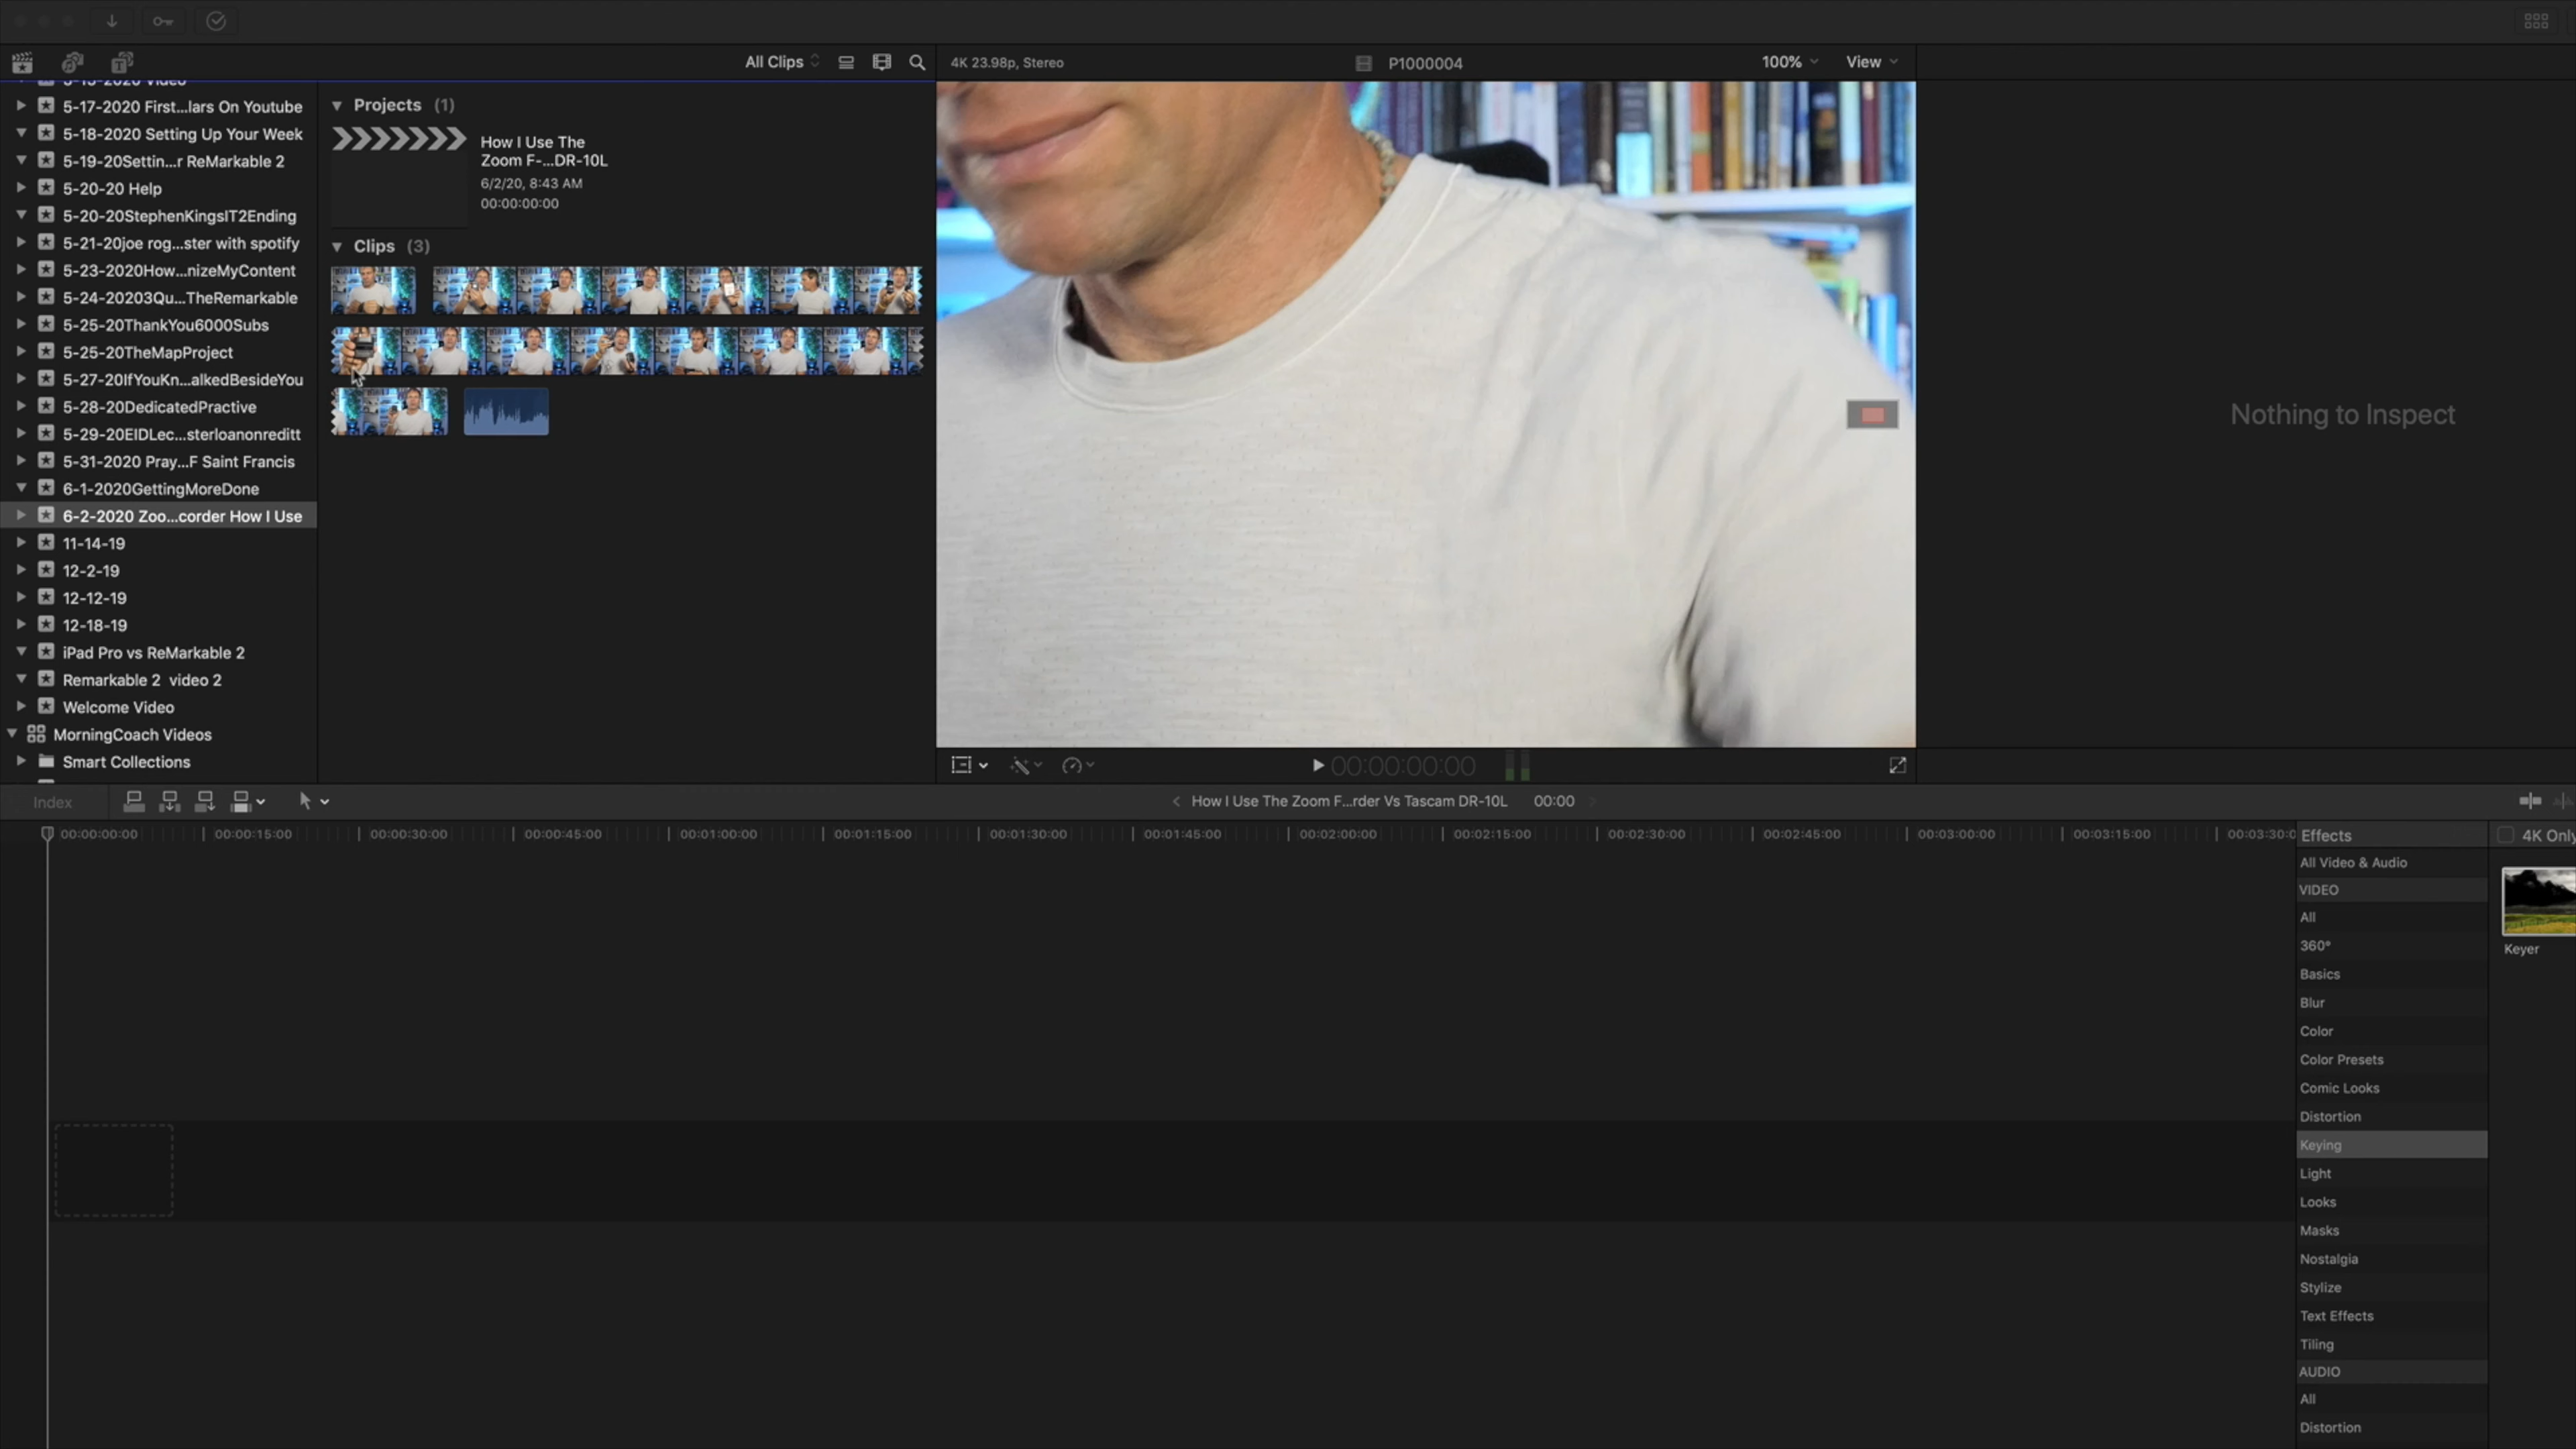 All Clips
4K 23.98p, Stereo
P1000004
100%
View
5-15-2020 Video
5-17-2020 First...lars On Youtube
5-18-2020 Setting Up Your Week
5-19-20Settin...r ReMarkable 2
5-20-20 Help
5-20-20StephenKingsIT2Ending
5-21-20joe rog...ster with spotify
5-23-2020How...nizeMyContent
5-24-20203Qu...TheRemarkable
5-25-20ThankYou6000Subs
5-25-20TheMapProject
5-27-20IfYouKn...alkedBesideYou
5-28-20DedicatedPractive
5-29-20EIDLec...sterloanonreditt
5-31-2020 Pray...F Saint Francis
6-1-2020GettingMoreDone
6-2-2020 Zoo...corder How I Use
11-14-19
12-2-19
12-12-19
12-18-19
iPad Pro vs ReMarkable 2
Remarkable 2 video 2
Welcome Video
MorningCoach Videos
Smart Collections
Projects (1)
How I Use The
Zoom F-...DR-10L
6/2/20, 8:43 AM
00:00:00:00
Clips (3)
Nothing to Inspect
00:00:00:00
Index
How I Use The Zoom F...rder Vs Tascam DR-10L 00:00
00:00:00:00 00:00:15:00 00:00:30:00 00:00:45:00 00:01:00:00 00:01:15:00 00:01:30:00 00:01:45:00 00:02:00:00 00:02:15:00 00:02:30:00 00:02:45:00 00:03:00:00 00:03:15:00 00:03:30:0
Effects
4K Only
All Video & Audio
VIDEO
All
360°
Basics
Blur
Color
Color Presets
Comic Looks
Distortion
Keying
Light
Looks
Masks
Nostalgia
Stylize
Text Effects
Tiling
AUDIO
All
Distortion
Keyer